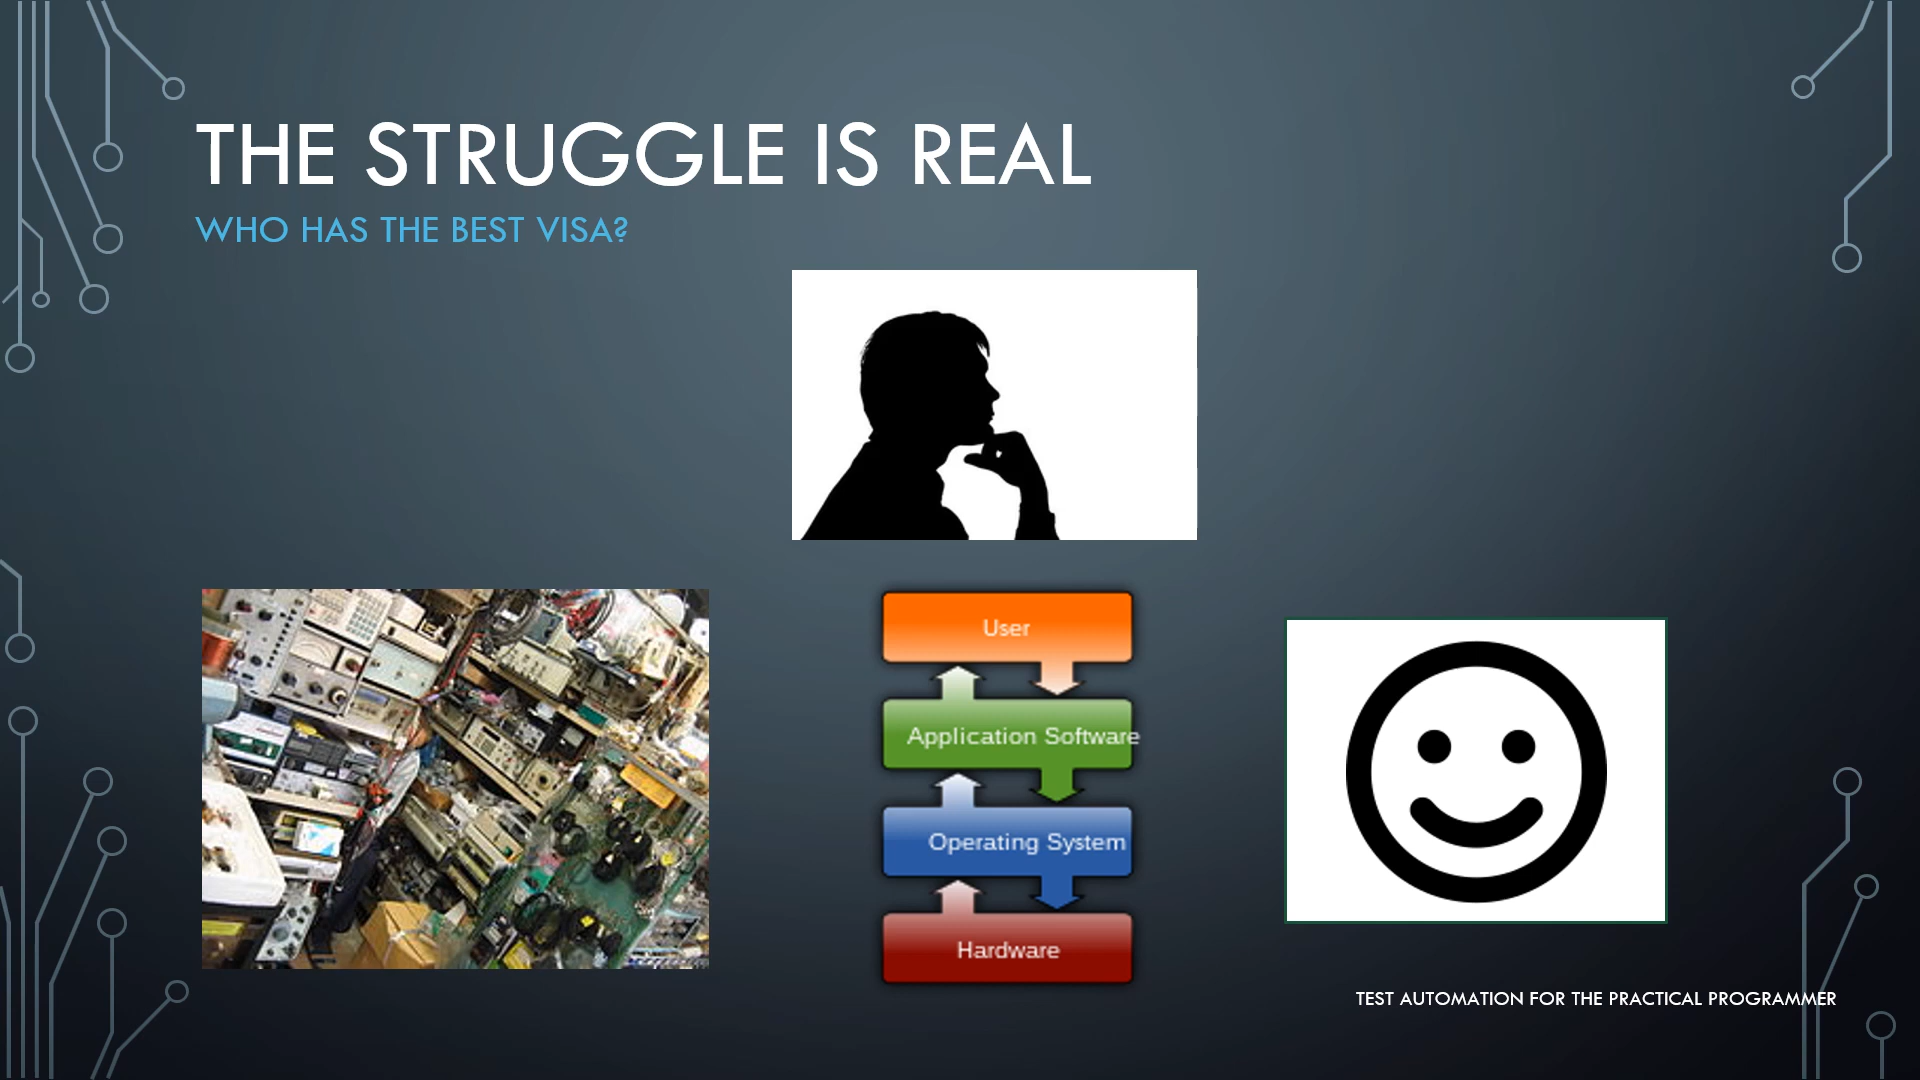 THE STRUGGLE IS REAL
WHO HAS THE BEST VISA?
User
Application Software
Operating System
Hardware
TEST AUTOMATION FOR THE PRACTICAL PROGRAMMER